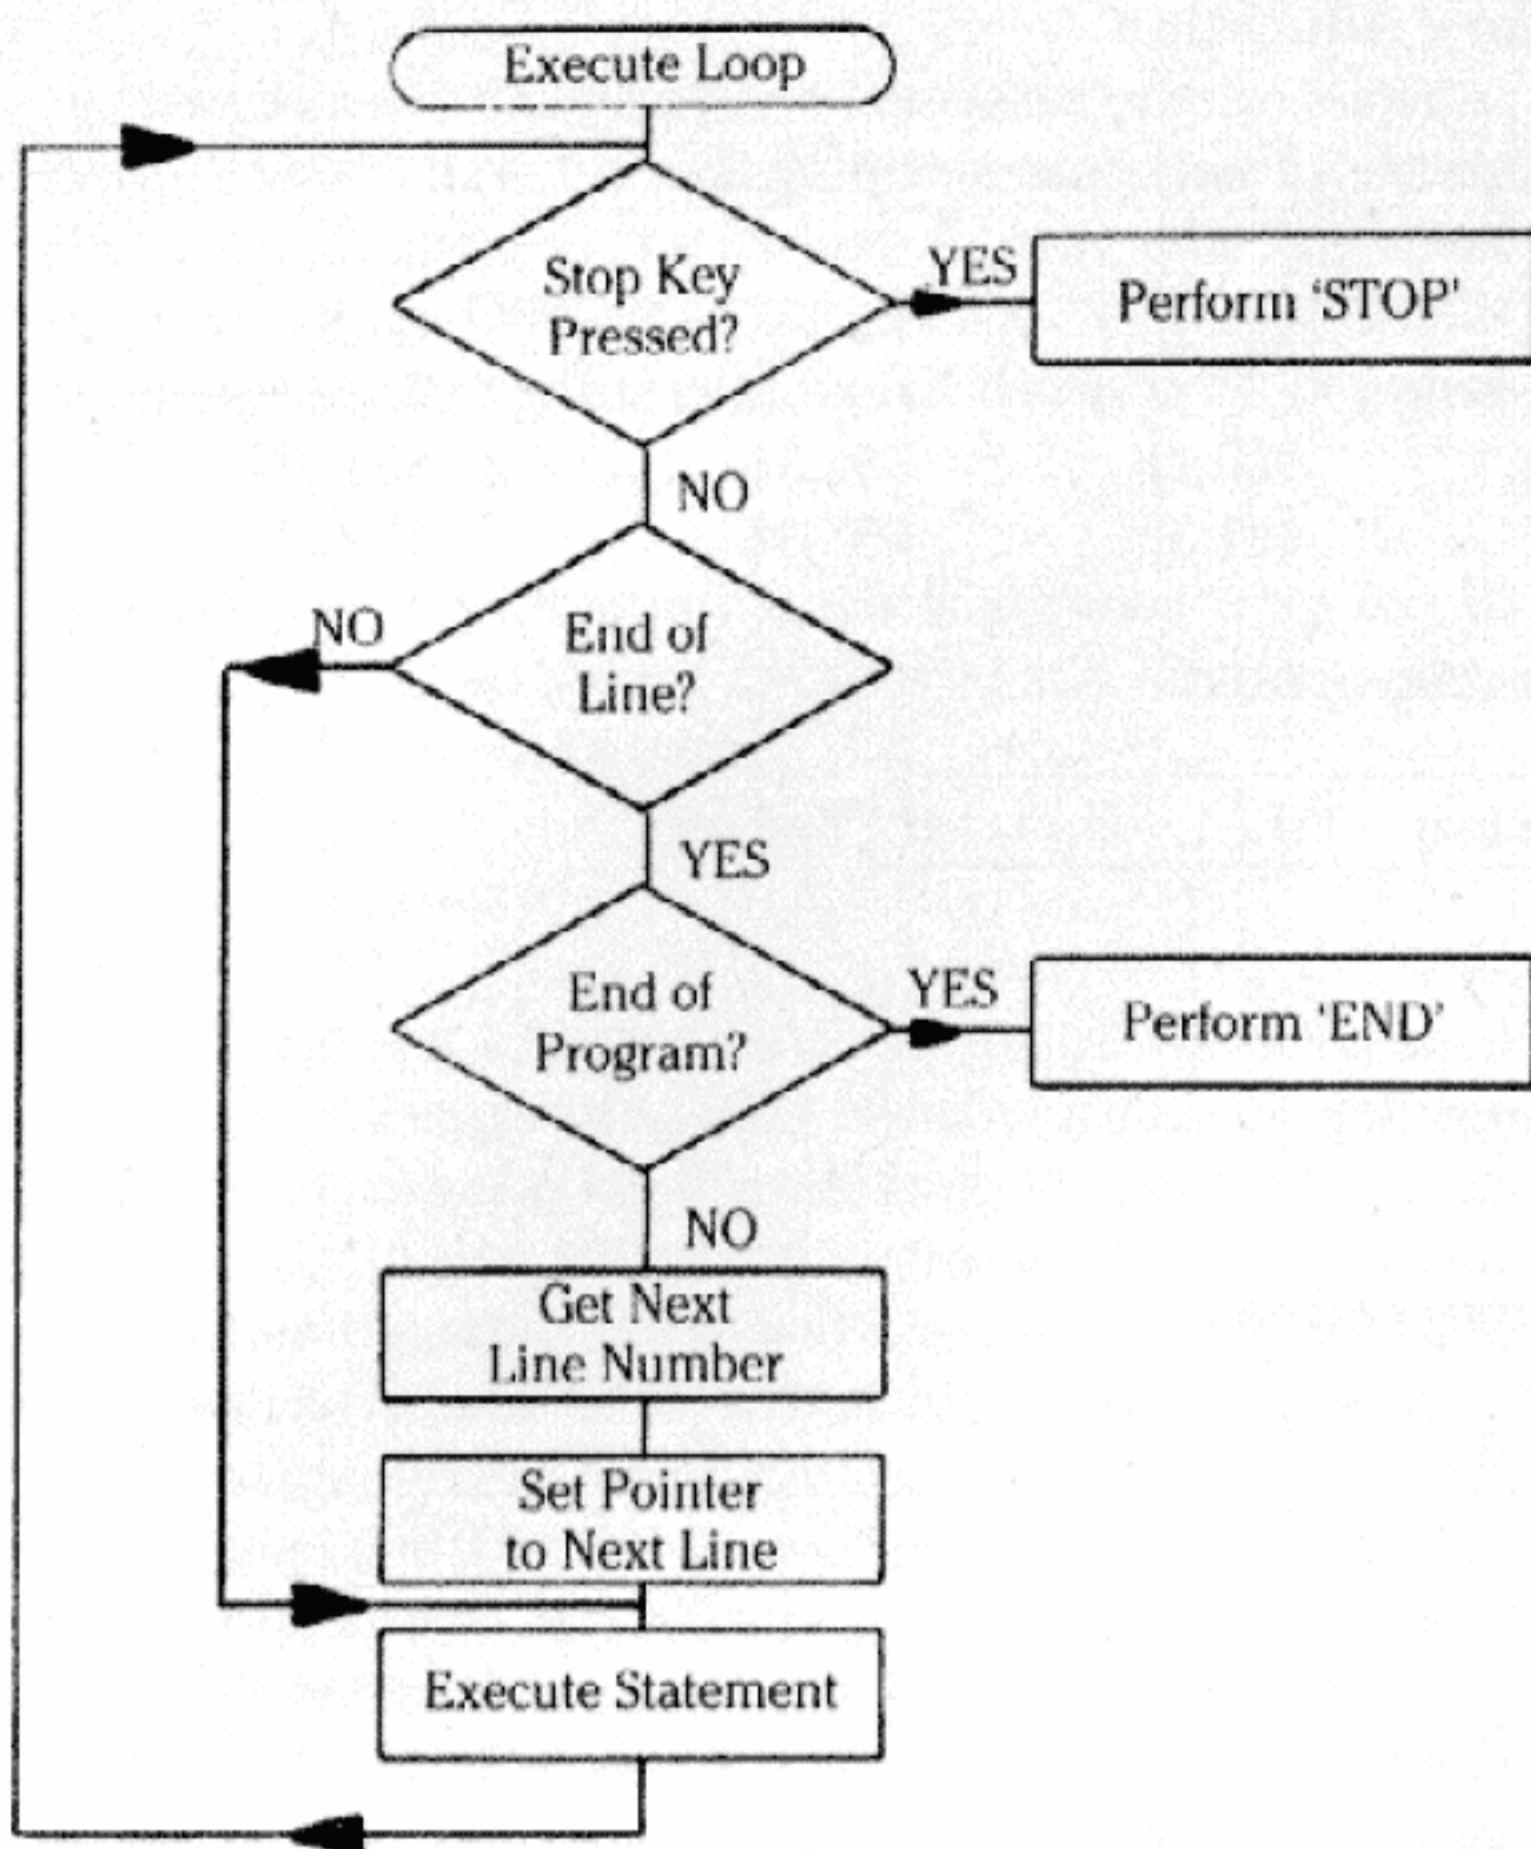 Execute Loop
Stop Key
Pressed?
YES
Perform 'STOP'
NO
NO
End of
Line?
YES
End of
Program?
YES
Perform 'END'
NO
Get Next
Line Number
Set Pointer
to Next Line
Execute Statement